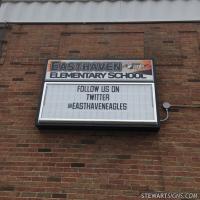 EASTHAVEN
ELEMENTARY SCHOOL
FOLLOW US ON
TWITTER
#EASTHAVENEAGLES
STEWARTSIGNS.COM